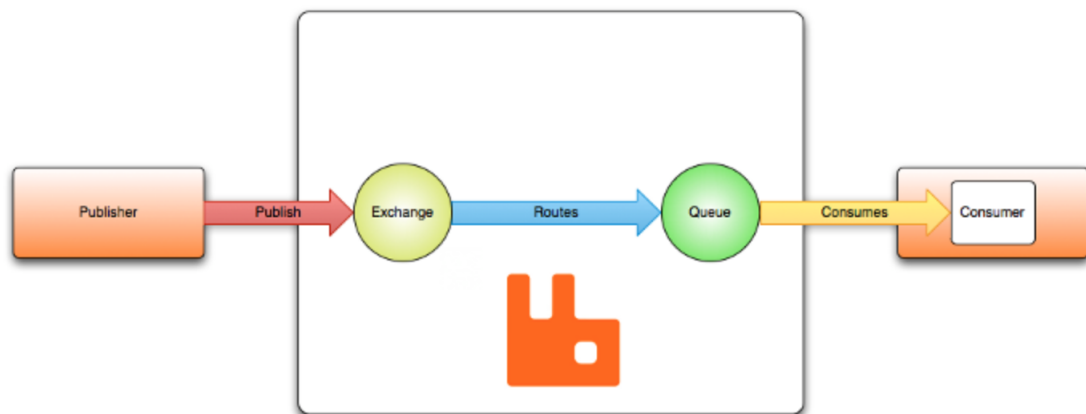 Publisher
Publish
Exchange
Routes
Queue
Consumes
Consumer